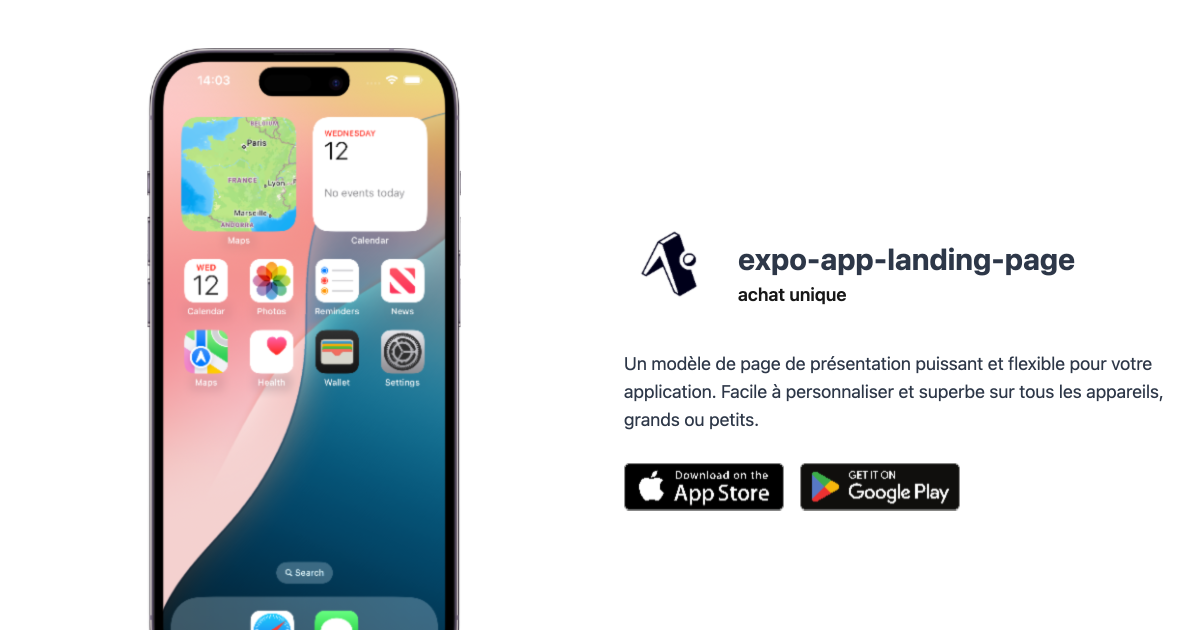 14:03
BELGIUM
Paris
FRANCE
Lyon
Marseille
ANDORRA
Maps
WEDNESDAY
12
No events today
Calendar
WED
12
Calendar
Photos
Reminders
News
Maps
Health
Wallet
Settings
Search
expo-app-landing-page
achat unique
Un modèle de page de présentation puissant et flexible pour votre
application. Facile à personnaliser et superbe sur tous les appareils,
grands ou petits.
Download on the
App Store
GET IT ON
Google Play